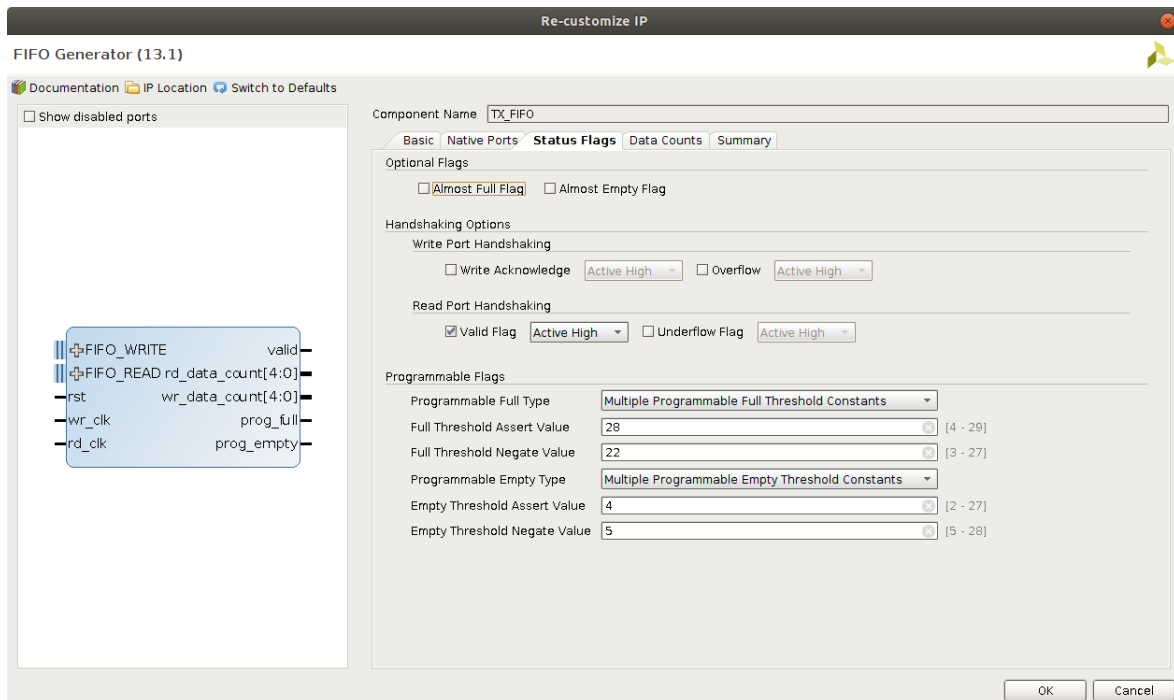 Re-customize IP
FIFO Generator (13.1)
Documentation IP Location Switch to Defaults
Show disabled ports
FIFO_WRITE valid
FIFO_READ rd_data_count[4:0]
rst wr_data_count[4:0]
wr_clk prog_full
rd_clk prog_empty
Component Name TX_FIFO
Basic Native Ports Status Flags Data Counts Summary
Optional Flags
Almost Full Flag Almost Empty Flag
Handshaking Options
Write Port Handshaking
Write Acknowledge Active High Overflow Active High
Read Port Handshaking
Valid Flag Active High Underflow Flag Active High
Programmable Flags
Programmable Full Type Multiple Programmable Full Threshold Constants
Full Threshold Assert Value 28 [4 - 29]
Full Threshold Negate Value 22 [3 - 27]
Programmable Empty Type Multiple Programmable Empty Threshold Constants
Empty Threshold Assert Value 4 [2 - 27]
Empty Threshold Negate Value 5 [5 - 28]
OK Cancel